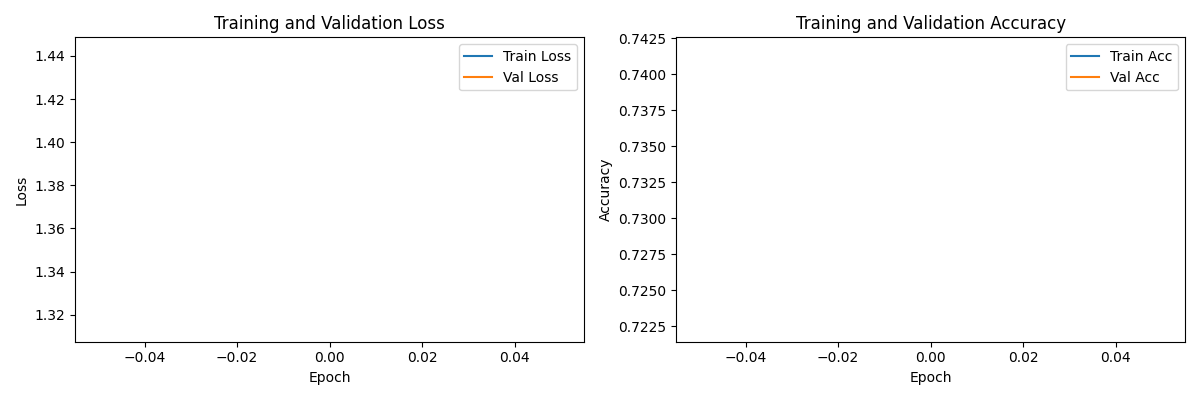 Training and Validation Loss
Train Loss
Val Loss
1.44
1.42
1.40
1.38
1.36
1.34
1.32
Loss
−0.04
−0.02
0.00
0.02
0.04
Epoch
Training and Validation Accuracy
Train Acc
Val Acc
0.7425
0.7400
0.7375
0.7350
0.7325
0.7300
0.7275
0.7250
0.7225
Accuracy
−0.04
−0.02
0.00
0.02
0.04
Epoch